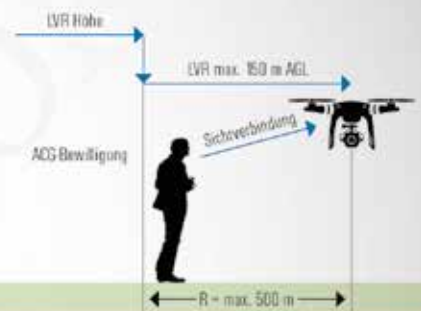 LVR Höhe
LVR max. 150 m AGL
Sichtverbindung
ACG-Bewilligung
R = max. 500 m